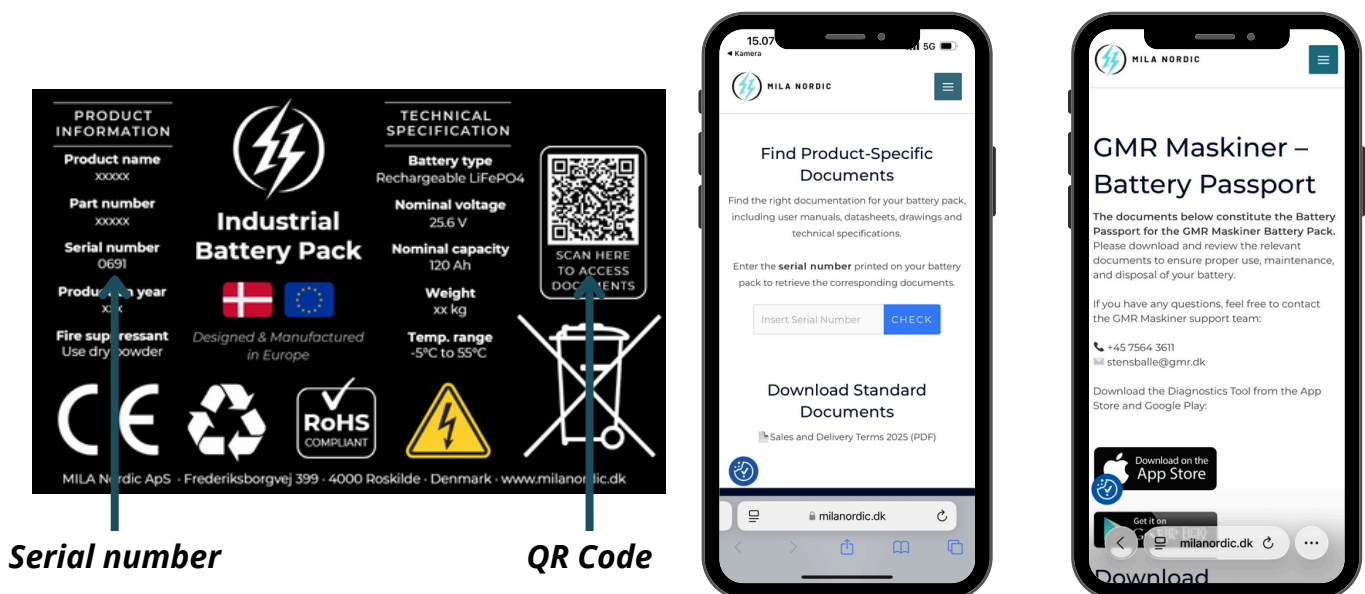 PRODUCT
INFORMATION
Product name
xxxxx
Part number
xxxxx
Serial number
0691
year
Fire suppressant
Use dry powder
Industrial
Battery Pack
Designed & Manufactured
in Europe
TECHNICAL
SPECIFICATION
Battery type
Rechargeable LiFePO4
Nominal voltage
25.6 V
Nominal capacity
120 Ah
Weight
xx kg
Temp. range
-5°C to 55°C
SCAN HERE
TO ACCESS
DOCUMENTS
CE
RoHS
COMPLIANT
MILA Nordic ApS · Frederiksborgvej 399 · 4000 Roskilde · Denmark · www.milanordic.dk
Serial number
QR Code
15.07
5G
◂ Kamera
MILA NORDIC
Find Product-Specific
Documents
Find the right documentation for your battery pack,
including user manuals, datasheets, drawings and
technical specifications.
Enter the serial number printed on your battery
pack to retrieve the corresponding documents.
Insert Serial Number
CHECK
Download Standard
Documents
Sales and Delivery Terms 2025 (PDF)
milanordic.dk
MILA NORDIC
GMR Maskiner –
Battery Passport
The documents below constitute the Battery
Passport for the GMR Maskiner Battery Pack.
Please download and review the relevant
documents to ensure proper use, maintenance,
and disposal of your battery.
If you have any questions, feel free to contact
the GMR Maskiner support team:
+45 7564 3611
stensballe@gmr.dk
Download the Diagnostics Tool from the App
Store and Google Play:
Download on the
App Store
Get it on
milanordic.dk
Download